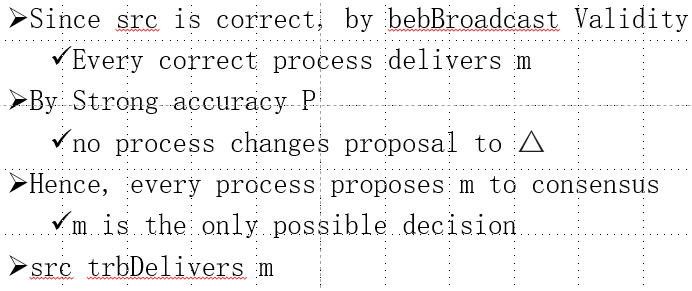 ➢Since src is correct, by bebBroadcast Validity
✓Every correct process delivers m
➢By Strong accuracy P
✓no process changes proposal to △
➢Hence, every process proposes m to consensus
✓m is the only possible decision
➢src trbDelivers m